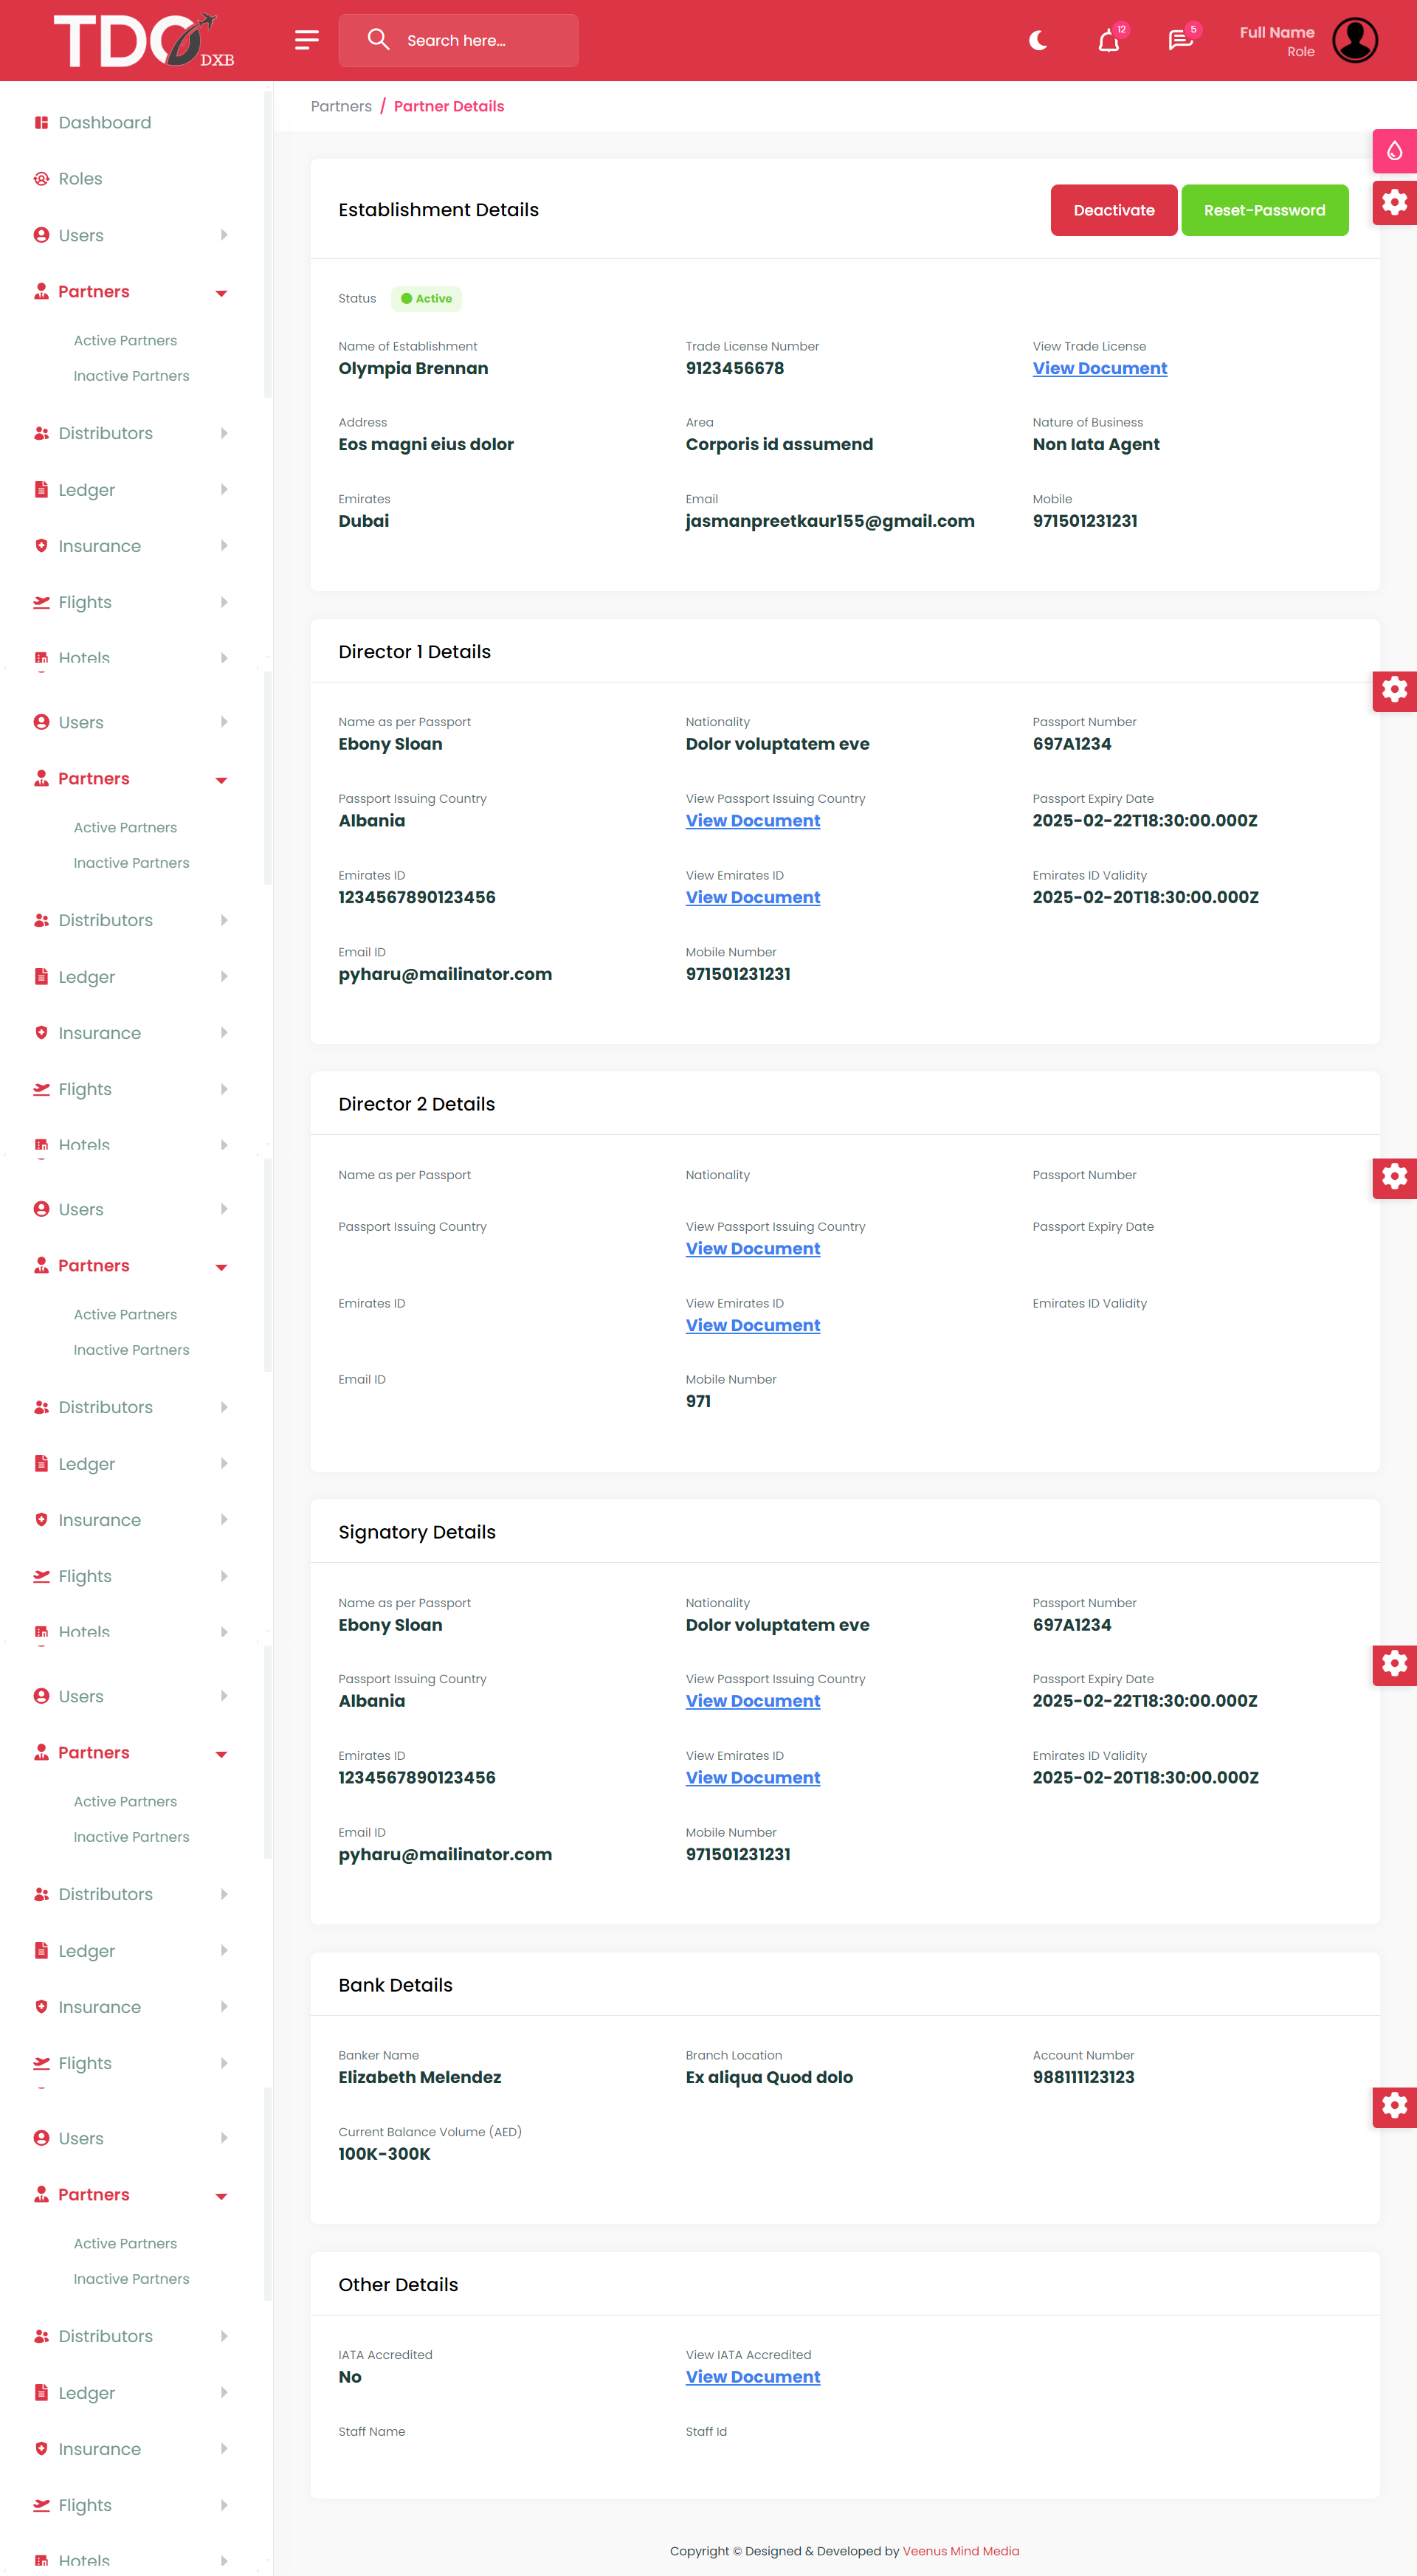 TDO DXB
Search here...
12
5
Full Name
Role
Dashboard
Roles
Users
Partners
Active Partners
Inactive Partners
Distributors
Ledger
Insurance
Flights
Hotels
Users
Partners
Active Partners
Inactive Partners
Distributors
Ledger
Insurance
Flights
Hotels
Users
Partners
Active Partners
Inactive Partners
Distributors
Ledger
Insurance
Flights
Hotels
Users
Partners
Active Partners
Inactive Partners
Distributors
Ledger
Insurance
Flights
Users
Partners
Active Partners
Inactive Partners
Distributors
Ledger
Insurance
Flights
Hotels
Partners / Partner Details
Establishment Details
Deactivate
Reset-Password
Status Active
Name of Establishment
Olympia Brennan
Trade License Number
9123456678
View Trade License
View Document
Address
Eos magni eius dolor
Area
Corporis id assumend
Nature of Business
Non Iata Agent
Emirates
Dubai
Email
jasmanpreetkaur155@gmail.com
Mobile
971501231231
Director 1 Details
Name as per Passport
Ebony Sloan
Nationality
Dolor voluptatem eve
Passport Number
697A1234
Passport Issuing Country
Albania
View Passport Issuing Country
View Document
Passport Expiry Date
2025-02-22T18:30:00.000Z
Emirates ID
1234567890123456
View Emirates ID
View Document
Emirates ID Validity
2025-02-20T18:30:00.000Z
Email ID
pyharu@mailinator.com
Mobile Number
971501231231
Director 2 Details
Name as per Passport
Nationality
Passport Number
Passport Issuing Country
View Passport Issuing Country
View Document
Passport Expiry Date
Emirates ID
View Emirates ID
View Document
Emirates ID Validity
Email ID
Mobile Number
971
Signatory Details
Name as per Passport
Ebony Sloan
Nationality
Dolor voluptatem eve
Passport Number
697A1234
Passport Issuing Country
Albania
View Passport Issuing Country
View Document
Passport Expiry Date
2025-02-22T18:30:00.000Z
Emirates ID
1234567890123456
View Emirates ID
View Document
Emirates ID Validity
2025-02-20T18:30:00.000Z
Email ID
pyharu@mailinator.com
Mobile Number
971501231231
Bank Details
Banker Name
Elizabeth Melendez
Branch Location
Ex aliqua Quod dolo
Account Number
988111123123
Current Balance Volume (AED)
100K-300K
Other Details
IATA Accredited
No
View IATA Accredited
View Document
Staff Name
Staff Id
Copyright © Designed & Developed by Veenus Mind Media